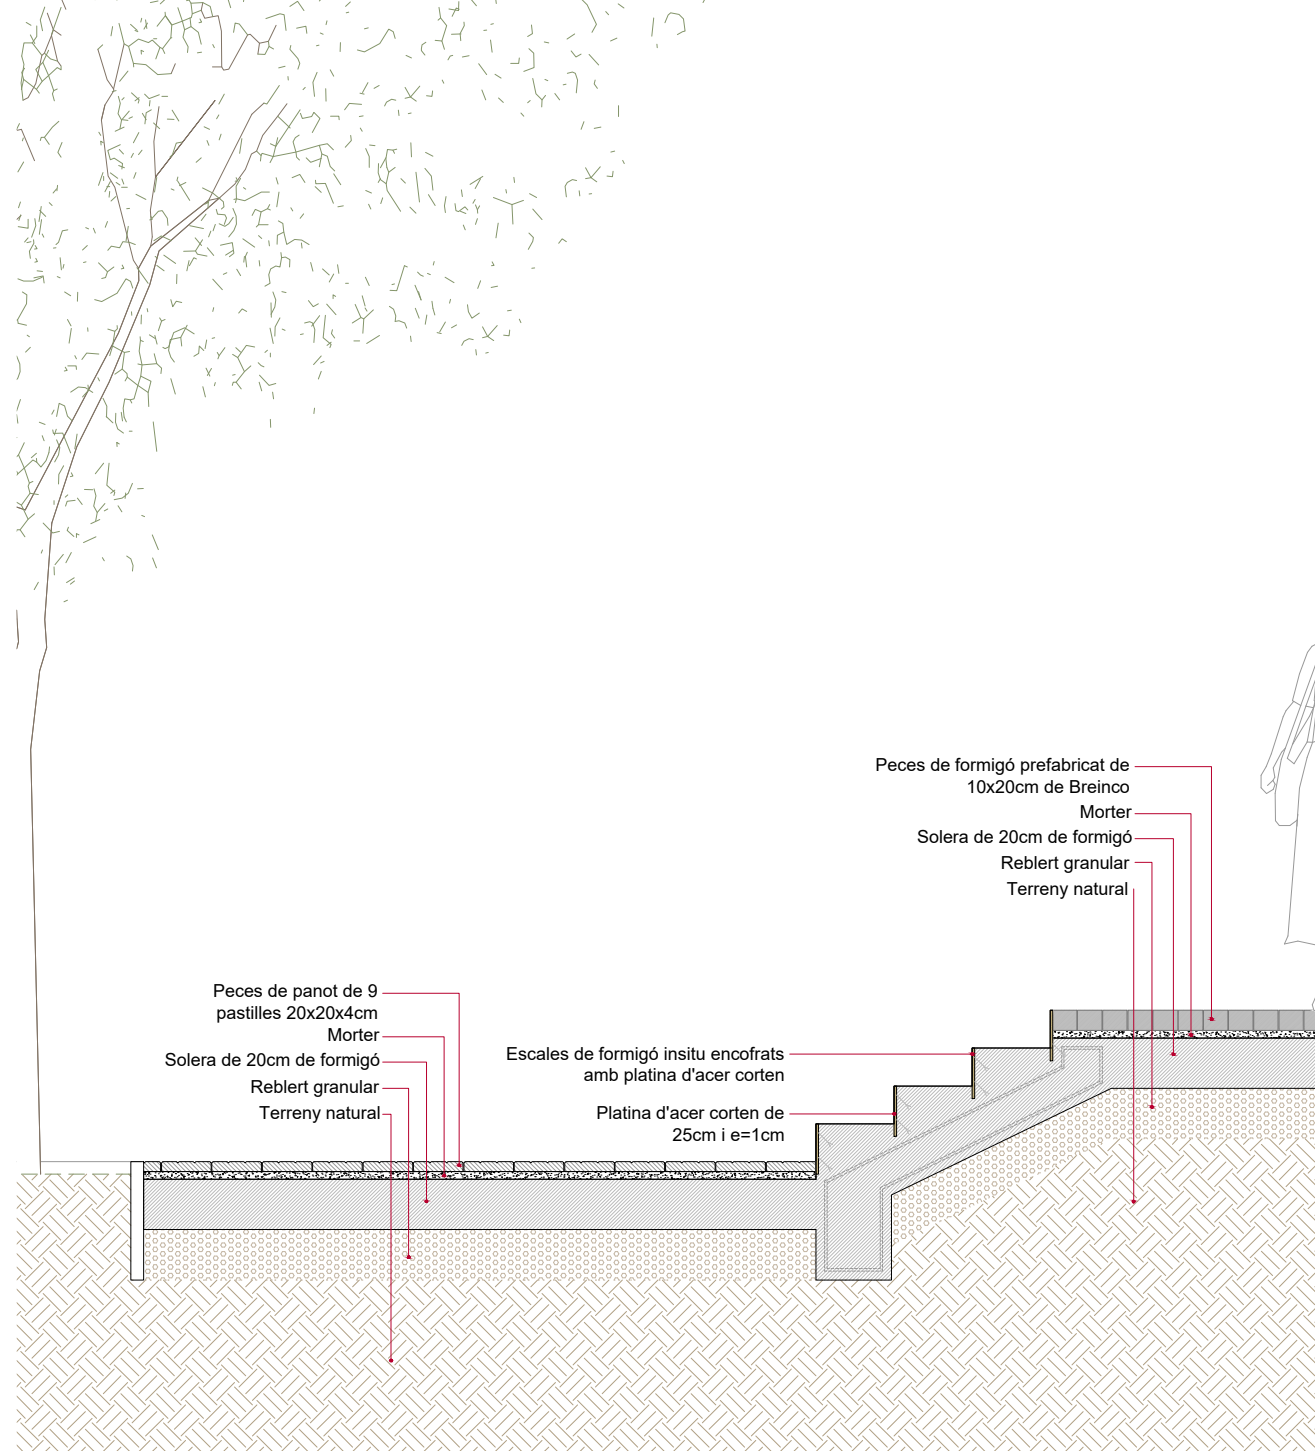 Peces de formigó prefabricat de
10x20cm de Breinco
Morter
Solera de 20cm de formigó
Reblert granular
Terreny natural
Peces de panot de 9
pastilles 20x20x4cm
Morter
Solera de 20cm de formigó
Reblert granular
Terreny natural
Escales de formigó insitu encofrats
amb platina d'acer corten
Platina d'acer corten de
25cm i e=1cm